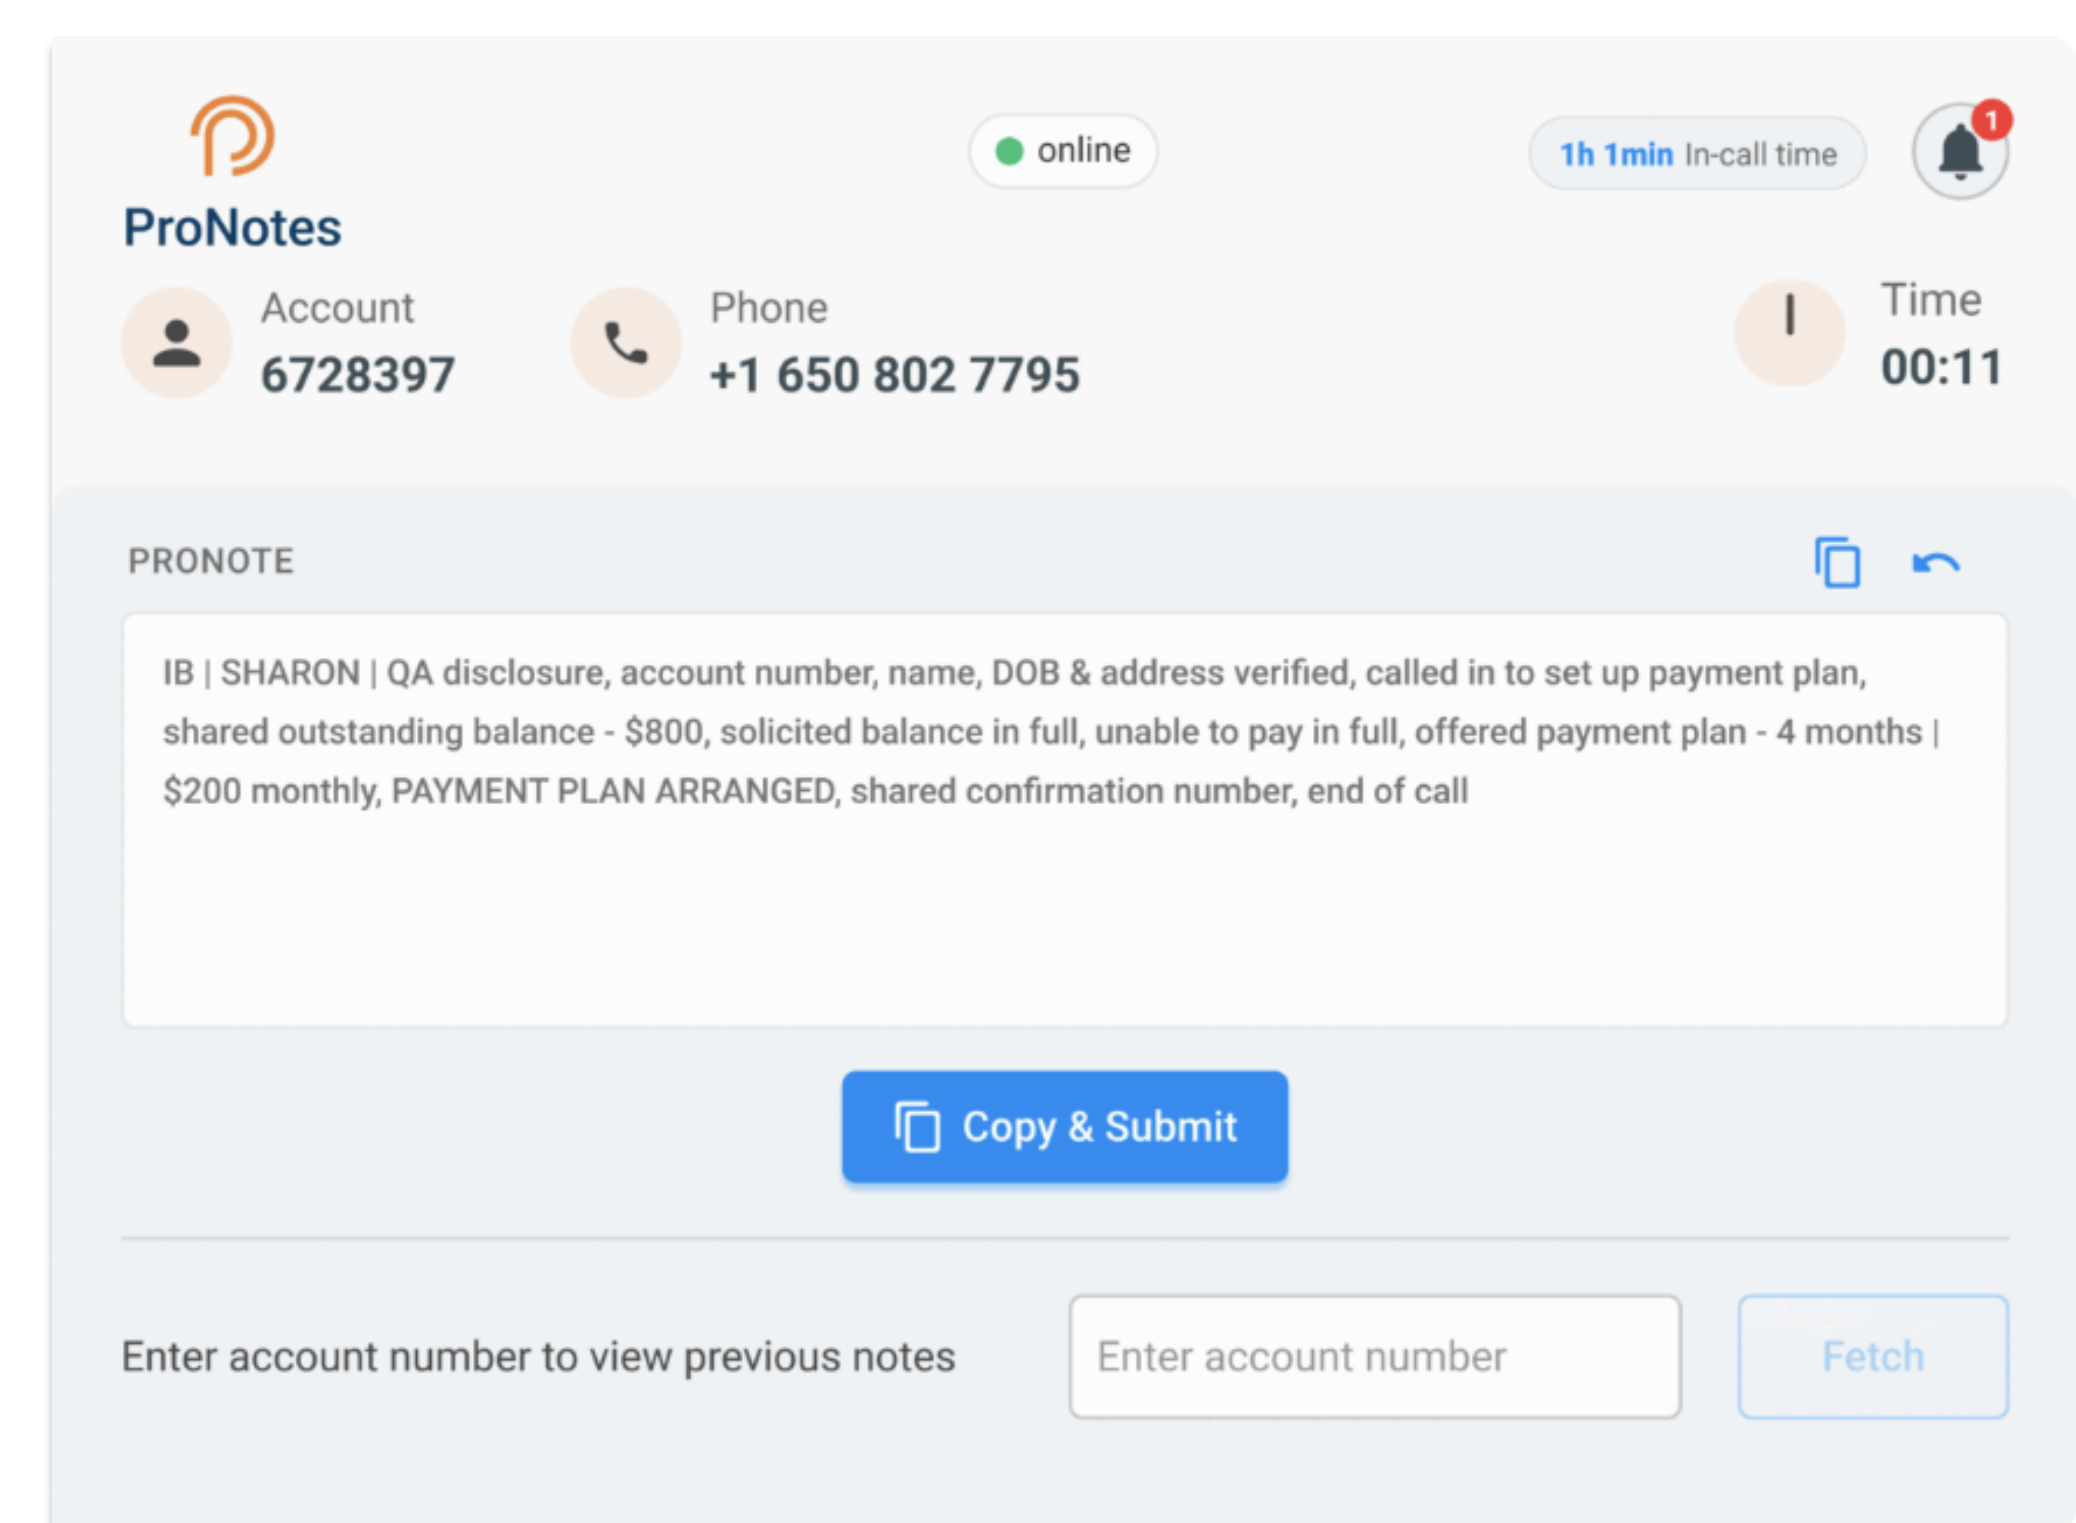 online
1h 1min In-call time
1
ProNotes
Account
6728397
Phone
+1 650 802 7795
Time
00:11
PRONOTE
IB | SHARON | QA disclosure, account number, name, DOB & address verified, called in to set up payment plan,
shared outstanding balance - $800, solicited balance in full, unable to pay in full, offered payment plan - 4 months |
$200 monthly, PAYMENT PLAN ARRANGED, shared confirmation number, end of call
Copy & Submit
Enter account number to view previous notes
Enter account number
Fetch